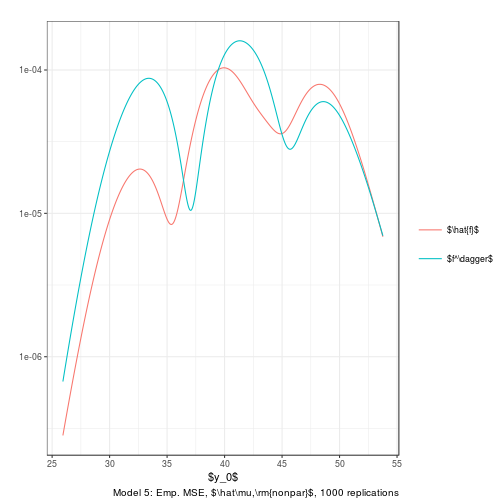 1e-04
1e-05
1e-06
25 30 35 40 45 50 55
$y_0$
$\hat{f}$
$f^\dagger$
Model 5: Emp. MSE, $\hat\mu,\rm{nonpar}$, 1000 replications